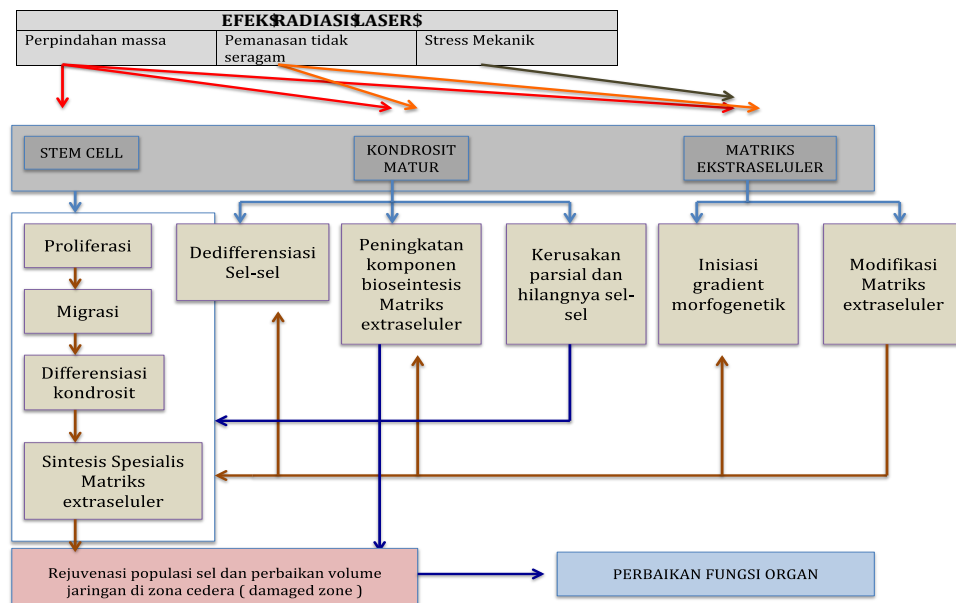 EFEK$RADIASI$LASER$
Perpindahan massa
Pemanasan tidak
seragam
Stress Mekanik
STEM CELL
KONDROSIT
MATUR
MATRIKS
EKSTRASELULER
Proliferasi
Migrasi
Differensiasi
kondrosit
Sintesis Spesialis
Matriks
extraseluler
Dedifferensiasi
Sel-sel
Peningkatan
komponen
bioseintesis
Matriks
extraseluler
Kerusakan
parsial dan
hilangnya sel-
sel
Inisiasi
gradient
morfogenetik
Modifikasi
Matriks
extraseluler
Rejuvenasi populasi sel dan perbaikan volume
jaringan di zona cedera ( damaged zone )
PERBAIKAN FUNGSI ORGAN